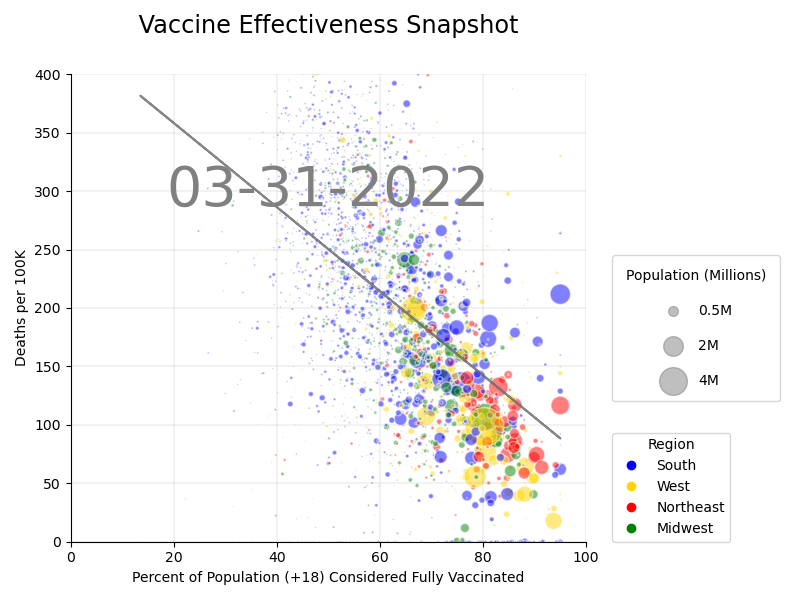 Vaccine Effectiveness Snapshot
400
350
300
250
200
150
100
50
0
Deaths per 100K
03-31-2022
0 20 40 60 80 100
Percent of Population (+18) Considered Fully Vaccinated
Population (Millions)
0.5M
2M
4M
Region
South
West
Northeast
Midwest